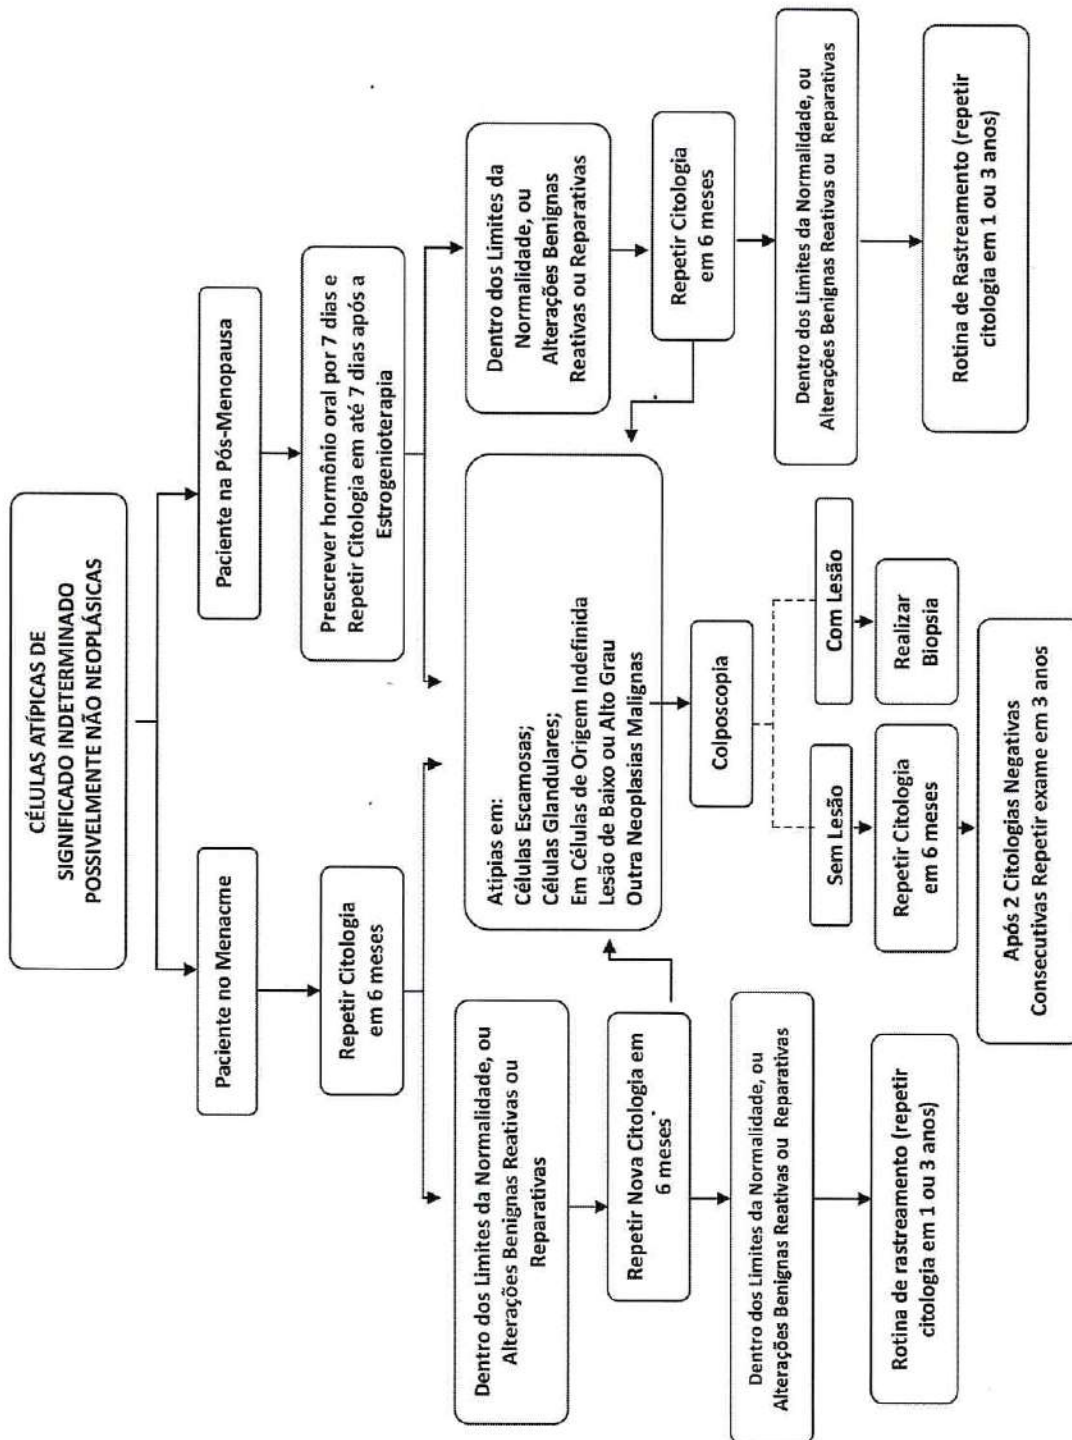 CÉLULAS ATÍPICAS DE
SIGNIFICADO INDETERMINADO
POSSIVELMENTE NÃO NEOPLÁSICAS
Paciente no Menacme
Paciente na Pós-Menopausa
Repetir Citologia
em 6 meses
Prescrever hormônio oral por 7 dias e
Repetir Citologia em até 7 dias após a
Estrogenioterapia
Dentro dos Limites da Normalidade, ou
Alterações Benignas Reativas ou
Reparativas
Atipias em:
Células Escamosas;
Células Glandulares;
Em Células de Origem Indefinida
Lesão de Baixo ou Alto Grau
Outra Neoplasias Malignas
Dentro dos Limites da
Normalidade, ou
Alterações Benignas
Reativas ou Reparativas
Repetir Nova Citologia em
6 meses
Colposcopia
Repetir Citologia
em 6 meses
Dentro dos Limites da Normalidade, ou
Alterações Benignas Reativas ou Reparativas
Sem Lesão
Com Lesão
Dentro dos Limites da Normalidade, ou
Alterações Benignas Reativas ou Reparativas
Rotina de rastreamento (repetir
citologia em 1 ou 3 anos)
Repetir Citologia
em 6 meses
Realizar
Biopsia
Rotina de Rastreamento (repetir
citologia em 1 ou 3 anos)
Após 2 Citologias Negativas
Consecutivas Repetir exame em 3 anos